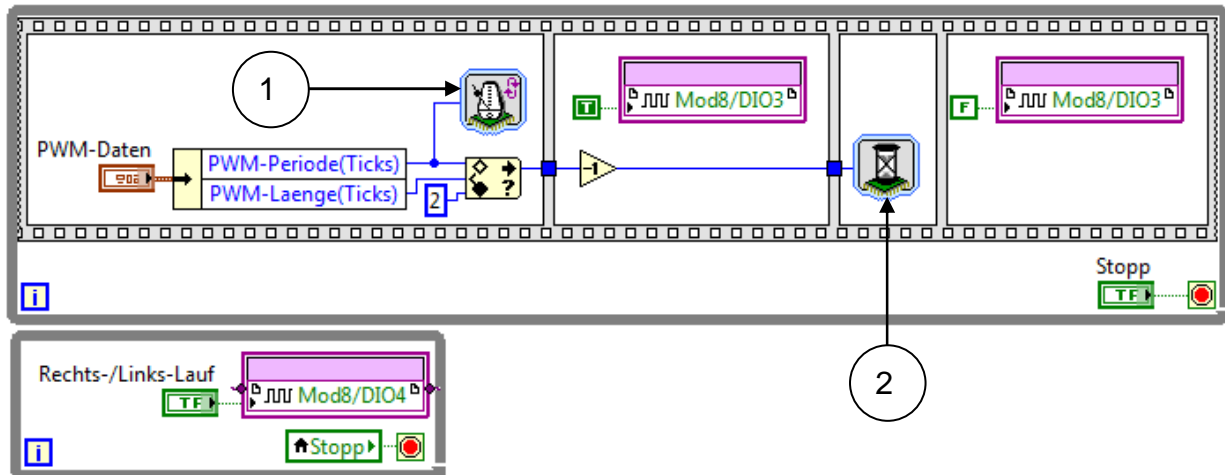 1
PWM-Daten
PWM-Periode(Ticks)
PWM-Laenge(Ticks)
2
?
T
Mod8/DIO3
-1
F
Mod8/DIO3
i
Stopp
TF
2
Rechts-/Links-Lauf
TF
Mod8/DIO4
Stopp
i